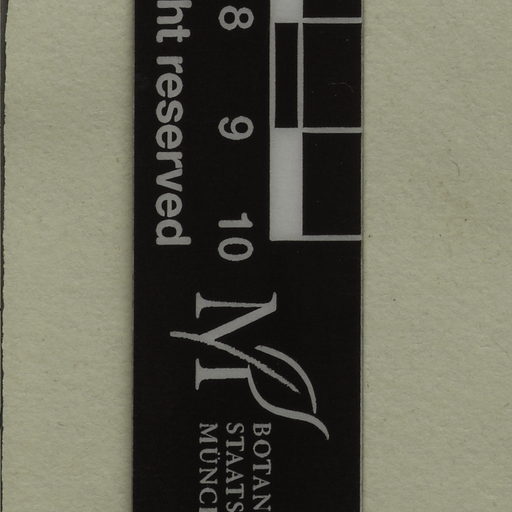 8
9
10
ht reserved
M
BOTAN
STAATS
MÜNCH